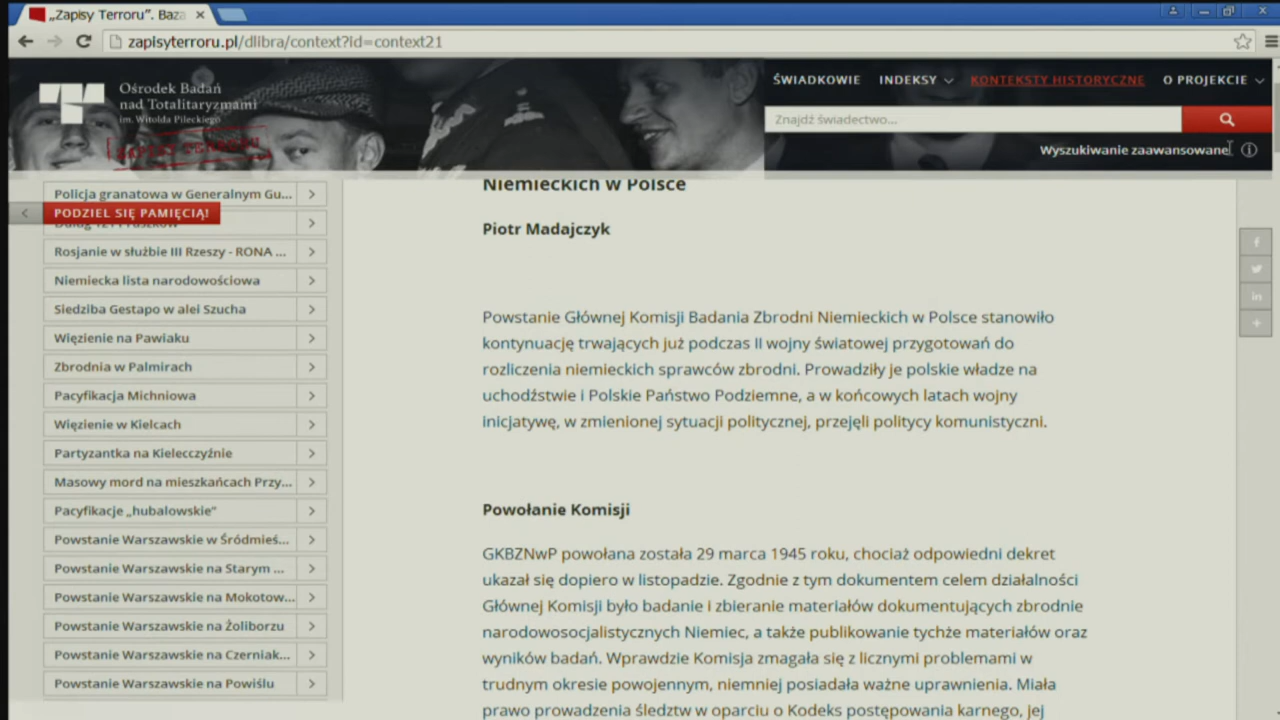 „Zapisy Terroru”. Baza
zapisyterroru.pl/dlibra/context?id=context21
Ośrodek Badań
nad Totalitaryzmami
im. Witolda Pileckiego
ZAPISY TERRORU
ŚWIADKOWIE
INDEKSY
KONTEKSTY HISTORYCZNE
O PROJEKCIE
Znajdź świadectwo...
Wyszukiwanie zaawansowane
Policja granatowa w Generalnym Gu...
PODZIEL SIĘ PAMIĘCIĄ!
Dulag 121 Pruszków
Rosjanie w służbie III Rzeszy - RONA ...
Niemiecka lista narodowościowa
Siedziba Gestapo w alei Szucha
Więzienie na Pawiaku
Zbrodnia w Palmirach
Pacyfikacja Michniowa
Więzienie w Kielcach
Partyzantka na Kielecczyźnie
Masowy mord na mieszkańcach Przy...
Pacyfikacje „hubalowskie”
Powstanie Warszawskie w Śródmieś...
Powstanie Warszawskie na Starym ...
Powstanie Warszawskie na Mokotow...
Powstanie Warszawskie na Żoliborzu
Powstanie Warszawskie na Czerniak...
Powstanie Warszawskie na Powiślu
Niemieckich w Polsce
Piotr Madajczyk
Powstanie Głównej Komisji Badania Zbrodni Niemieckich w Polsce stanowiło
kontynuację trwających już podczas II wojny światowej przygotowań do
rozliczenia niemieckich sprawców zbrodni. Prowadziły je polskie władze na
uchodźstwie i Polskie Państwo Podziemne, a w końcowych latach wojny
inicjatywę, w zmienionej sytuacji politycznej, przejęli politycy komunistyczni.
Powołanie Komisji
GKBZNwP powołana została 29 marca 1945 roku, chociaż odpowiedni dekret
ukazał się dopiero w listopadzie. Zgodnie z tym dokumentem celem działalności
Głównej Komisji było badanie i zbieranie materiałów dokumentujących zbrodnie
narodowosocjalistycznych Niemiec, a także publikowanie tychże materiałów oraz
wyników badań. Wprawdzie Komisja zmagała się z licznymi problemami w
trudnym okresie powojennym, niemniej posiadała ważne uprawnienia. Miała
prawo prowadzenia śledztw w oparciu o Kodeks postępowania karnego, jej